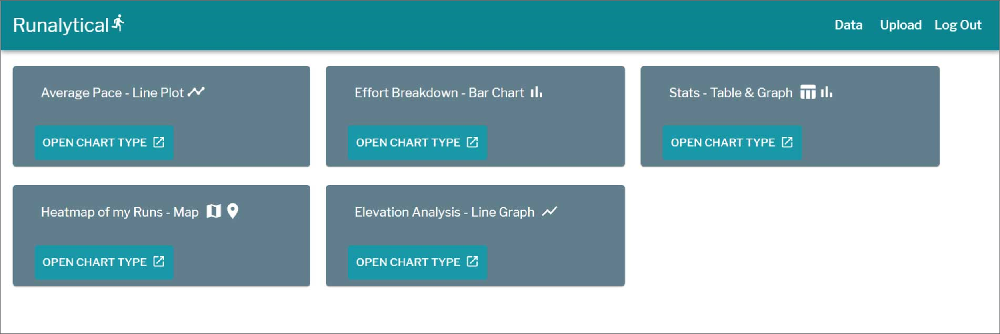 Runalytical
Data Upload Log Out
Average Pace - Line Plot
OPEN CHART TYPE
Effort Breakdown - Bar Chart
OPEN CHART TYPE
Stats - Table & Graph
OPEN CHART TYPE
Heatmap of my Runs - Map
OPEN CHART TYPE
Elevation Analysis - Line Graph
OPEN CHART TYPE